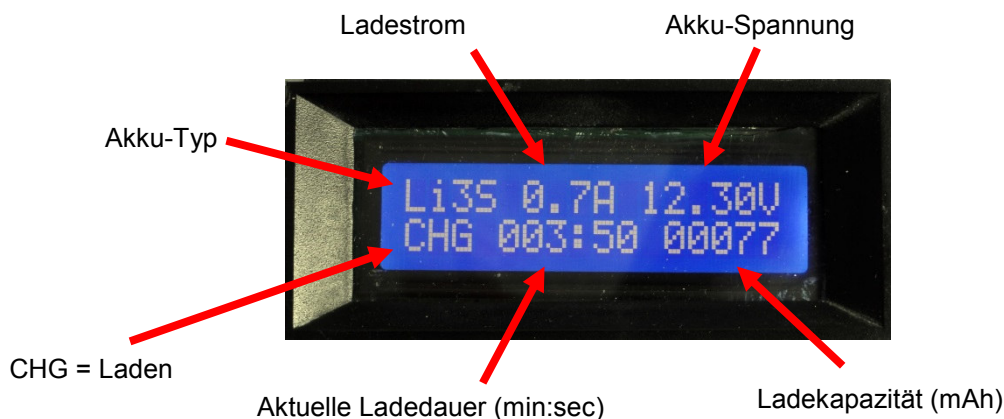 Ladestrom
Akku-Spannung
Akku-Typ
Li3S 0.7A 12.30V
CHG 003:50 00077
CHG = Laden
Aktuelle Ladedauer (min:sec)
Ladekapazität (mAh)